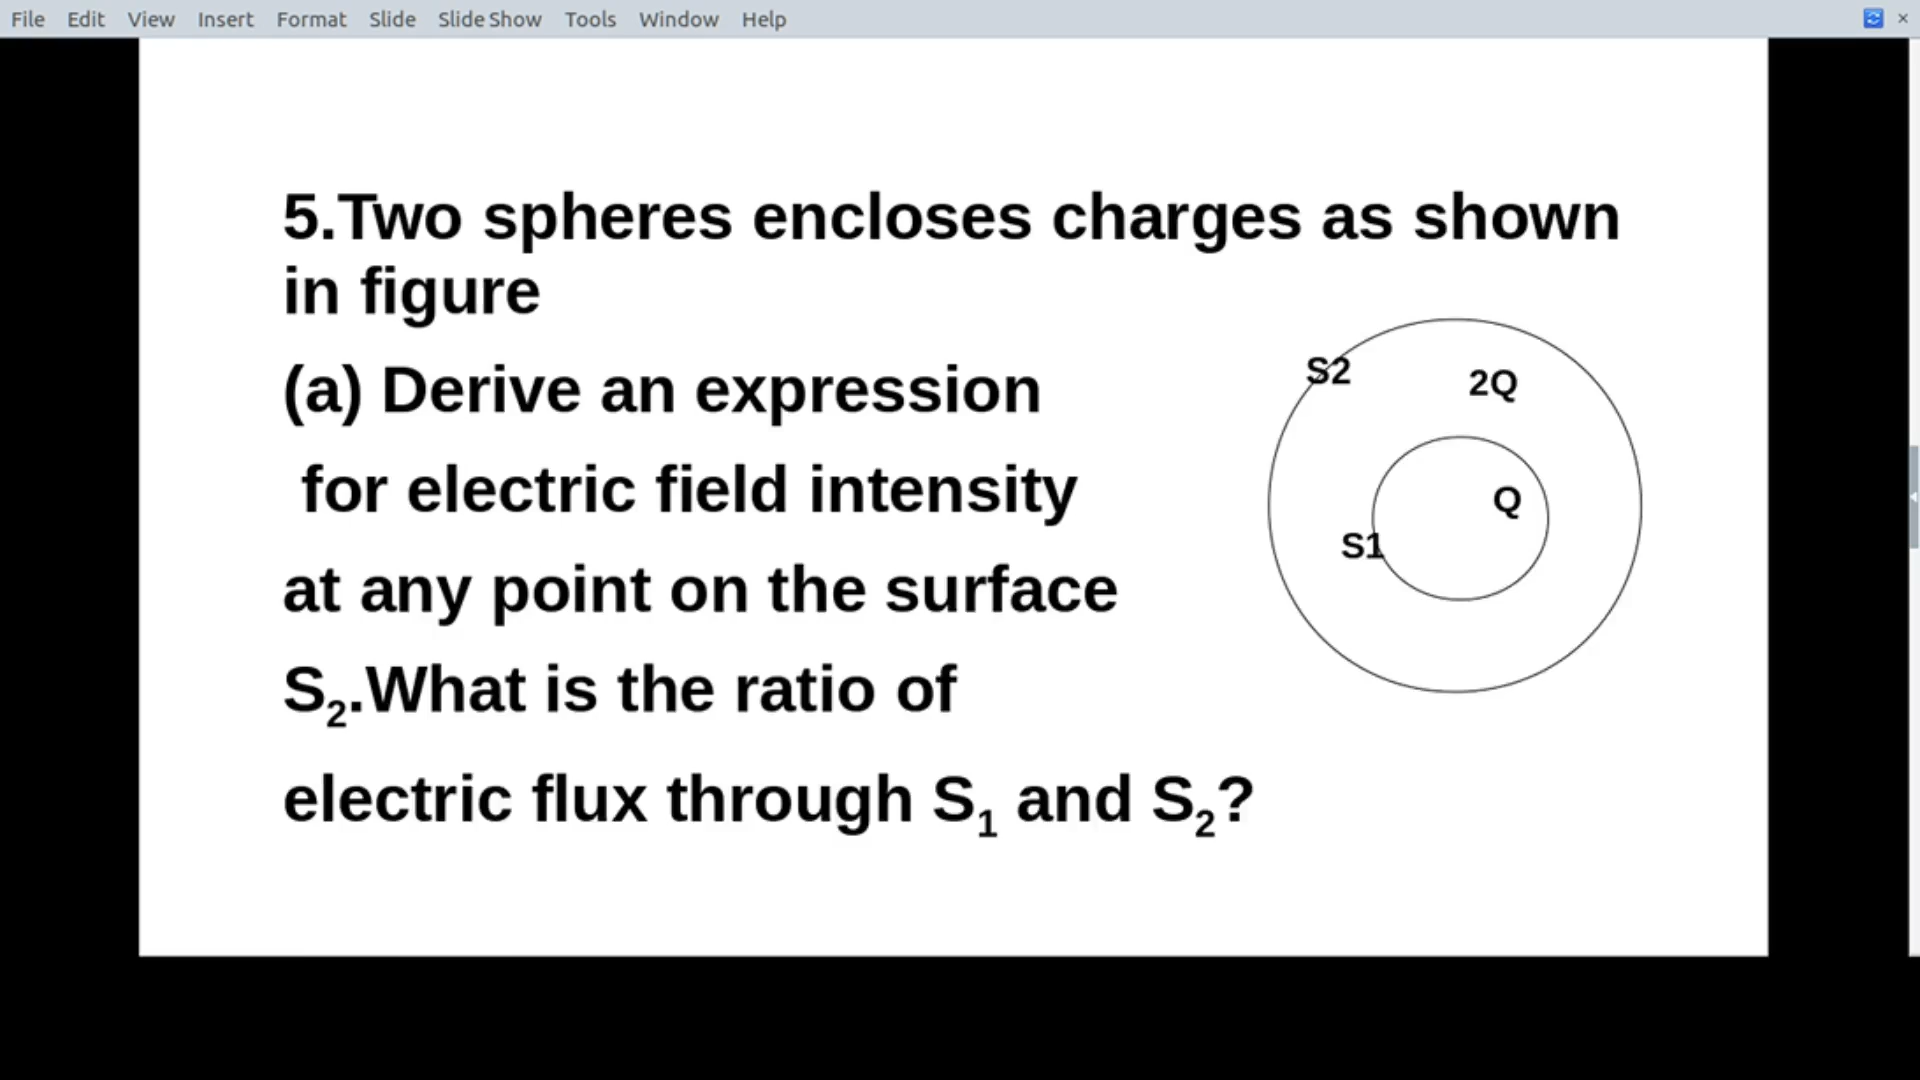 File Edit View Insert Format Slide Slide Show Tools Window Help
5.Two spheres encloses charges as shown
in figure
(a) Derive an expression
for electric field intensity
at any point on the surface
S₂.What is the ratio of
electric flux through S₁ and S₂?
S2
2Q
Q
S1